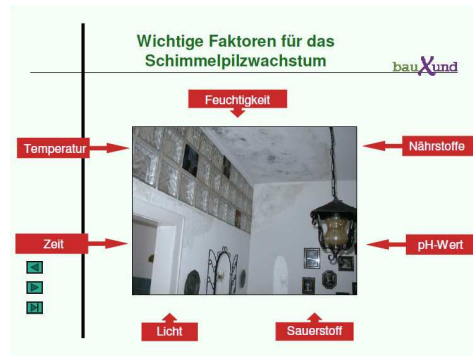 Wichtige Faktoren für das
Schimmelpilzwachstum
bauXund
Feuchtigkeit
Temperatur
Nährstoffe
Zeit
pH-Wert
Licht
Sauerstoff